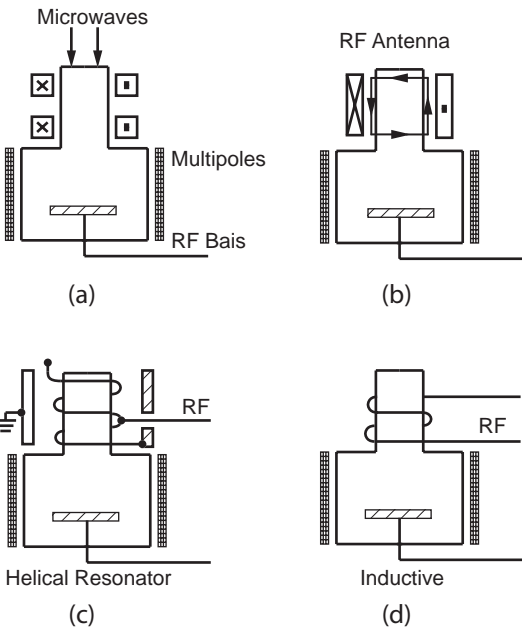 Microwaves
RF Antenna
Multipoles
RF Bais
(a)
(b)
RF
RF
Helical Resonator
Inductive
(c)
(d)